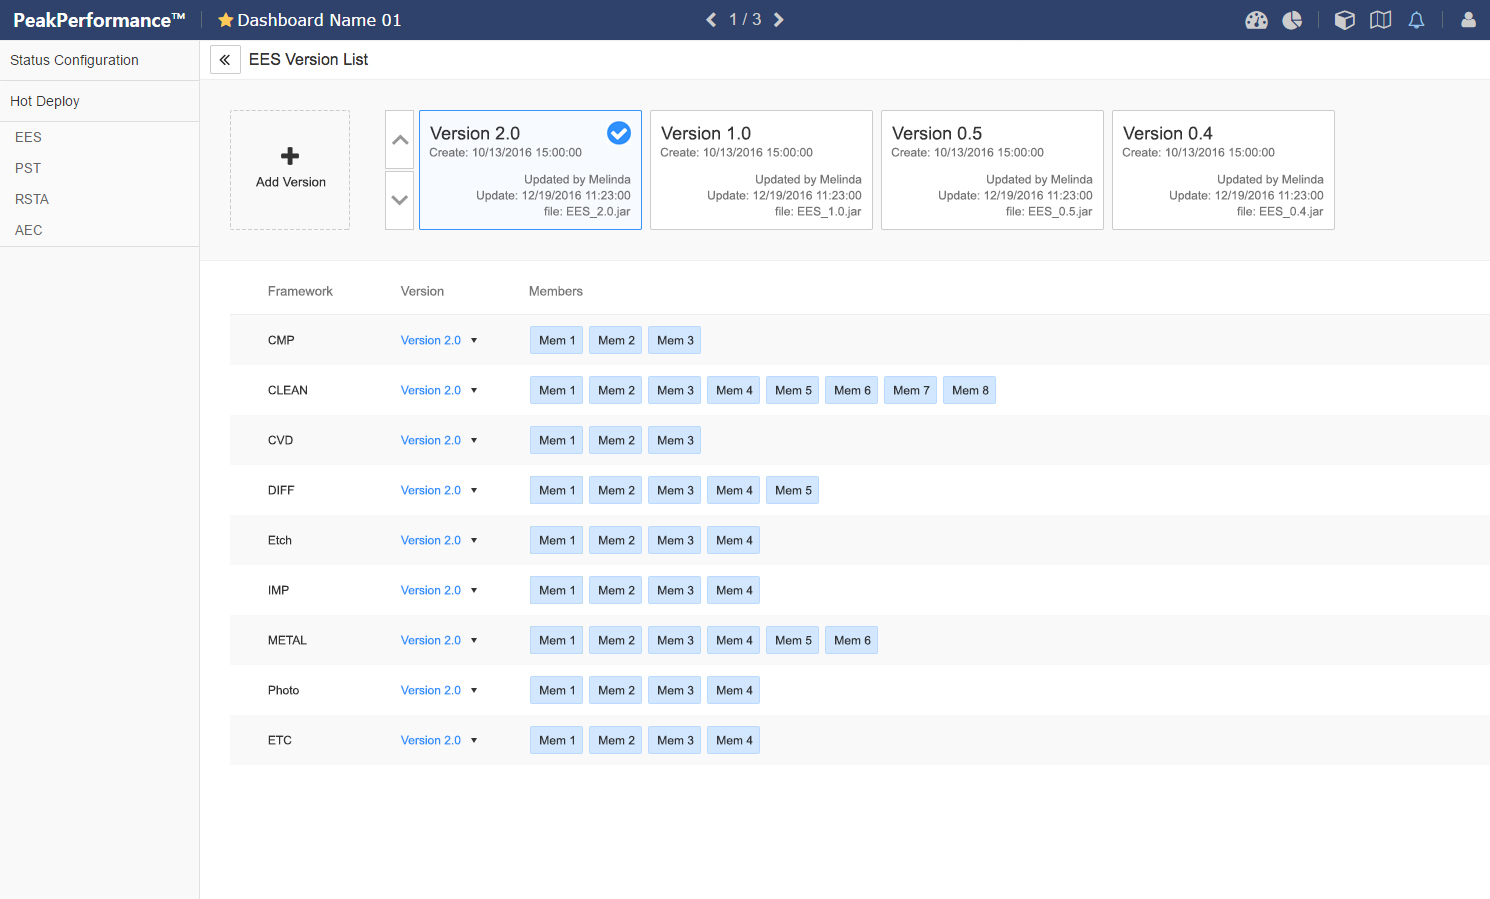 PeakPerformance™ Dashboard Name 01 1 / 3
Status Configuration
Hot Deploy
EES
PST
RSTA
AEC
EES Version List
Add Version
Version 2.0
Create: 10/13/2016 15:00:00
Updated by Melinda
Update: 12/19/2016 11:23:00
file: EES_2.0.jar
Version 1.0
Create: 10/13/2016 15:00:00
Updated by Melinda
Update: 12/19/2016 11:23:00
file: EES_1.0.jar
Version 0.5
Create: 10/13/2016 15:00:00
Updated by Melinda
Update: 12/19/2016 11:23:00
file: EES_0.5.jar
Version 0.4
Create: 10/13/2016 15:00:00
Updated by Melinda
Update: 12/19/2016 11:23:00
file: EES_0.4.jar
Framework Version Members
CMP Version 2.0 Mem 1 Mem 2 Mem 3
CLEAN Version 2.0 Mem 1 Mem 2 Mem 3 Mem 4 Mem 5 Mem 6 Mem 7 Mem 8
CVD Version 2.0 Mem 1 Mem 2 Mem 3
DIFF Version 2.0 Mem 1 Mem 2 Mem 3 Mem 4 Mem 5
Etch Version 2.0 Mem 1 Mem 2 Mem 3 Mem 4
IMP Version 2.0 Mem 1 Mem 2 Mem 3 Mem 4
METAL Version 2.0 Mem 1 Mem 2 Mem 3 Mem 4 Mem 5 Mem 6
Photo Version 2.0 Mem 1 Mem 2 Mem 3 Mem 4
ETC Version 2.0 Mem 1 Mem 2 Mem 3 Mem 4